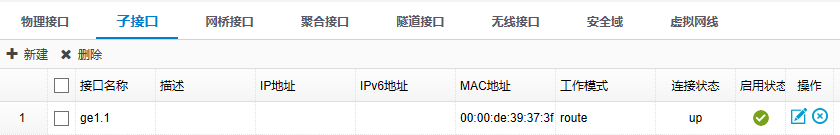 物理接口 子接口 网桥接口 聚合接口 隧道接口 无线接口 安全域 虚拟网线
新建 删除
接口名称 描述 IP地址 IPv6地址 MAC地址 工作模式 连接状态 启用状态 操作
1 ge1.1 00:00:de:39:37:3f route up